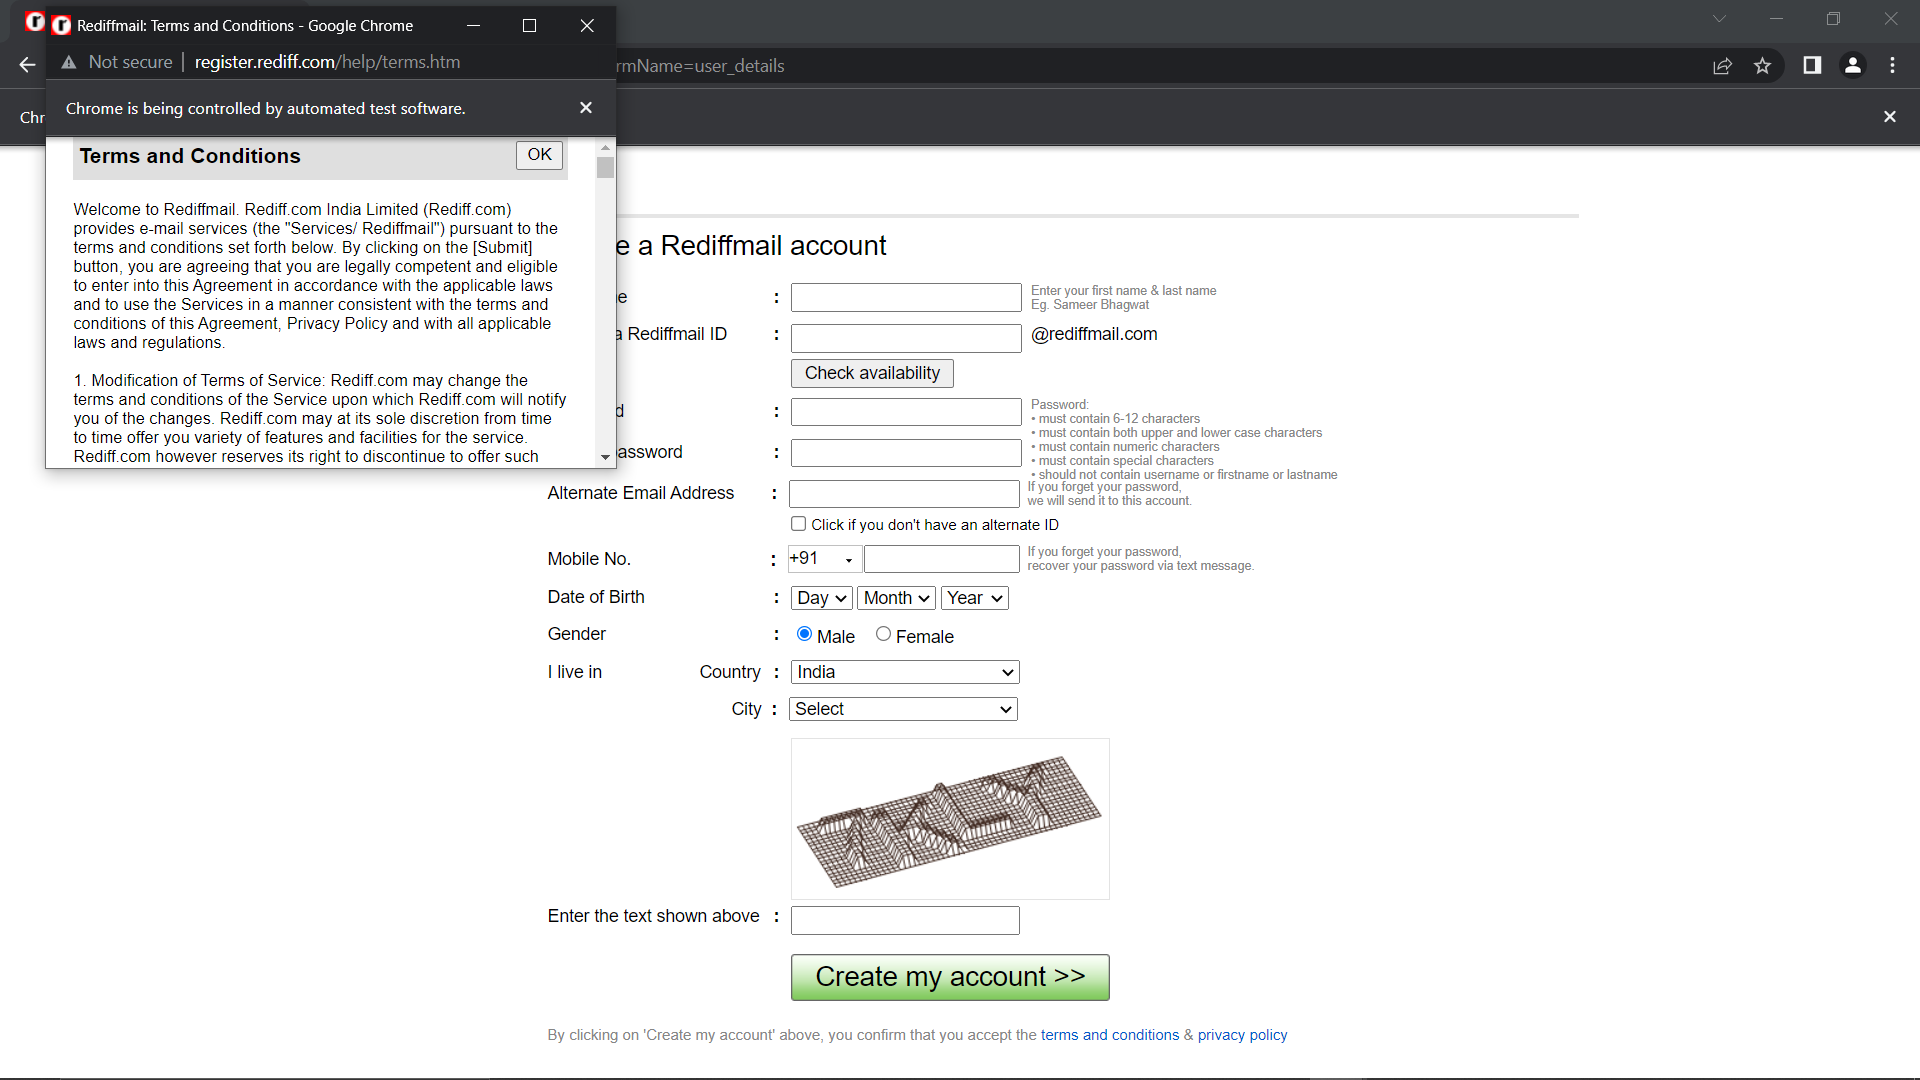 Rediffmail: Terms and Conditions - Google Chrome
Not secure | register.rediff.com/help/terms.htm
rmName=user_details
Chrome is being controlled by automated test software.
Chr
Terms and Conditions
OK
Welcome to Rediffmail. Rediff.com India Limited (Rediff.com)
provides e-mail services (the "Services/ Rediffmail") pursuant to the
terms and conditions set forth below. By clicking on the [Submit]
button, you are agreeing that you are legally competent and eligible
to enter into this Agreement in accordance with the applicable laws
and to use the Services in a manner consistent with the terms and
conditions of this Agreement, Privacy Policy and with all applicable
laws and regulations.
1. Modification of Terms of Service: Rediff.com may change the
terms and conditions of the Service upon which Rediff.com will notify
you of the changes. Rediff.com may at its sole discretion from time
to time offer you variety of features and facilities for the service.
Rediff.com however reserves its right to discontinue to offer such
e a Rediffmail account
e :
Enter your first name & last name
Eg. Sameer Bhagwat
a Rediffmail ID : @rediffmail.com
Check availability
d :
Password:
• must contain 6-12 characters
• must contain both upper and lower case characters
• must contain numeric characters
• must contain special characters
• should not contain username or firstname or lastname
assword :
Alternate Email Address :
If you forget your password,
we will send it to this account.
Click if you don't have an alternate ID
Mobile No. : +91
If you forget your password,
recover your password via text message.
Date of Birth : Day Month Year
Gender : Male Female
I live in Country : India
City : Select
Enter the text shown above :
Create my account >>
By clicking on 'Create my account' above, you confirm that you accept the terms and conditions & privacy policy